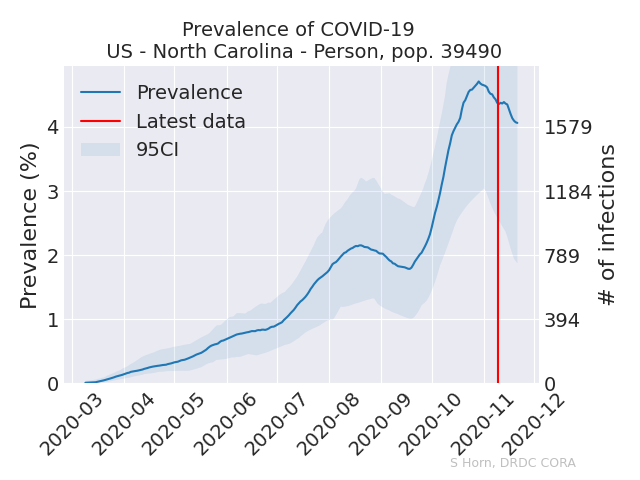 Prevalence of COVID-19
US - North Carolina - Person, pop. 39490
Prevalence
Latest data
95CI
Prevalence (%)
4
3
2
1
0
1579
1184
789
394
0
# of infections
2020-03
2020-04
2020-05
2020-06
2020-07
2020-08
2020-09
2020-10
2020-11
2020-12
S Horn, DRDC CORA